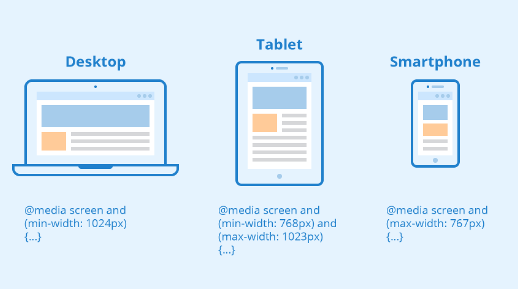 Desktop
Tablet
Smartphone
@media screen and
(min-width: 1024px)
{...}
@media screen and
(min-width: 768px) and
(max-width: 1023px)
{...}
@media screen and
(max-width: 767px)
{...}